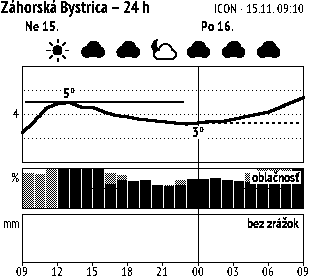 Záhorská Bystrica – 24 h
ICON · 15.11. 09:10
Ne 15.
Po 16.
5°
4
3°
%
oblačnosť
mm
bez zrážok
09 12 15 18 21 00 03 06 09